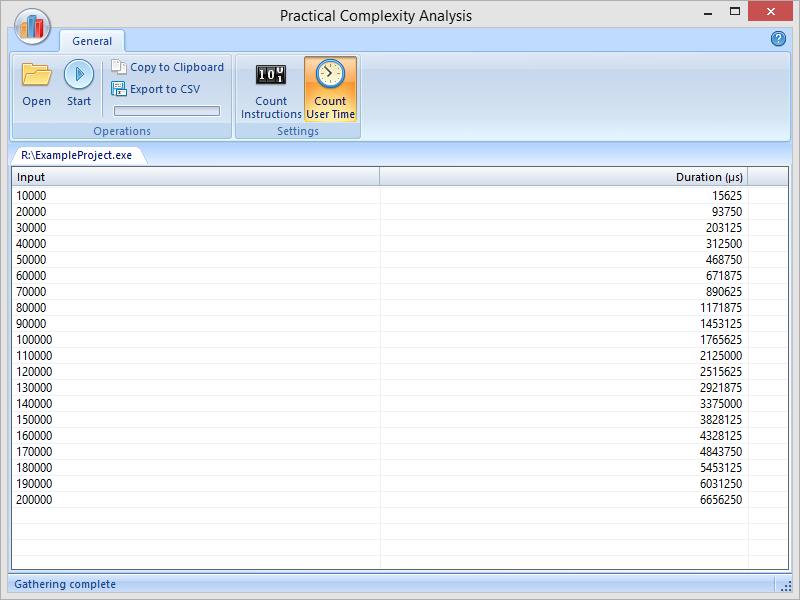 Practical Complexity Analysis
General
Open
Start
Copy to Clipboard
Export to CSV
Operations
Count
Instructions
Count
User Time
Settings
R:\ExampleProject.exe
Input Duration (µs)
10000 15625
20000 93750
30000 203125
40000 312500
50000 468750
60000 671875
70000 890625
80000 1171875
90000 1453125
100000 1765625
110000 2125000
120000 2515625
130000 2921875
140000 3375000
150000 3828125
160000 4328125
170000 4843750
180000 5453125
190000 6031250
200000 6656250
Gathering complete